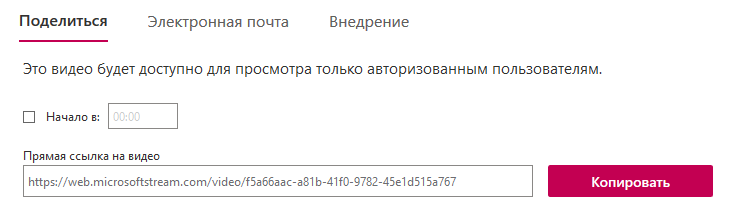 Поделиться Электронная почта Внедрение
Это видео будет доступно для просмотра только авторизованным пользователям.
Начало в: 00:00
Прямая ссылка на видео
https://web.microsoftstream.com/video/f5a66aac-a81b-41f0-9782-45e1d515a767 Копировать